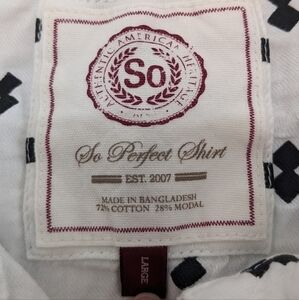 AUTHENTIC AMERICAN HERITAGE
So
So Perfect Shirt
EST. 2007
MADE IN BANGLADESH
72% COTTON 28% MODAL
LARGE